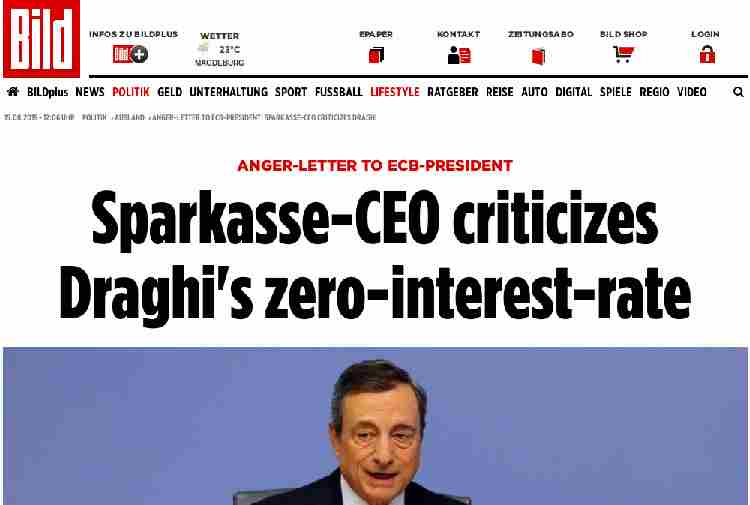 Bild
INFOS ZU BILDPLUS
WETTER
23°C
MAGDEBURG
EPAPER
KONTAKT
ZEITUNGSABO
BILD SHOP
LOGIN
BILDplus NEWS POLITIK GELD UNTERHALTUNG SPORT FUSSBALL LIFESTYLE RATGEBER REISE AUTO DIGITAL SPIELE REGIO VIDEO
POLITIK › AUSLAND › ANGER-LETTER TO ECB-PRESIDENT: SPARKASSE-CEO CRITICIZES DRAGHI
ANGER-LETTER TO ECB-PRESIDENT
Sparkasse-CEO criticizes
Draghi's zero-interest-rate